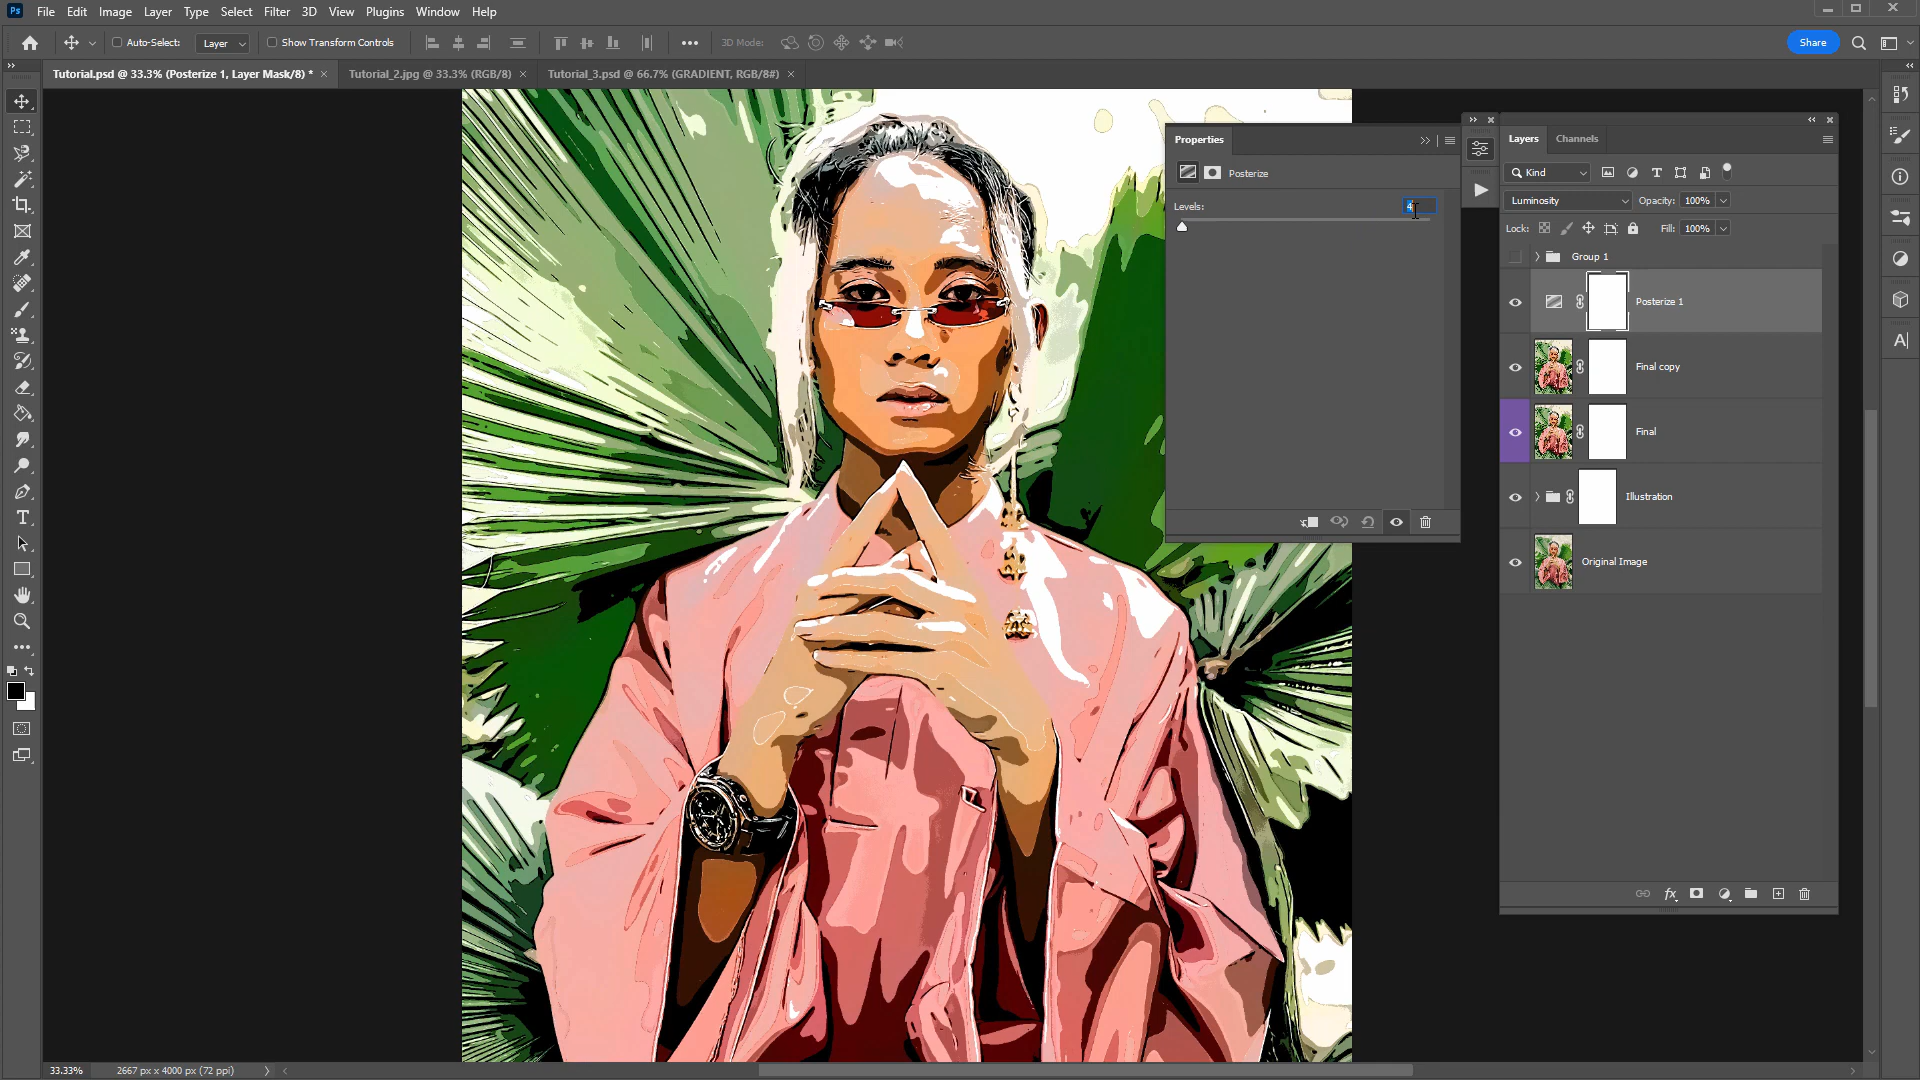 Ps File Edit Image Layer Type Select Filter 3D View Plugins Window Help
Auto-Select: Layer Show Transform Controls 3D Mode: Share
Tutorial.psd @ 33.3% (Posterize 1, Layer Mask/8) * Tutorial_2.jpg @ 33.3% (RGB/8) Tutorial_3.psd @ 66.7% (GRADIENT, RGB/8#)
Properties
Posterize
Levels: 4
Layers Channels
Kind
Luminosity Opacity: 100%
Lock: Fill: 100%
Group 1
Posterize 1
Final copy
Final
Illustration
Original Image
33.33% 2667 px x 4000 px (72 ppi)